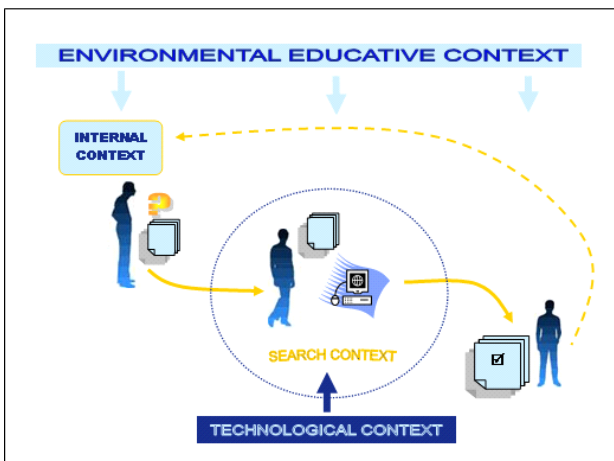 ENVIRONMENTAL EDUCATIVE CONTEXT
INTERNAL
CONTEXT
SEARCH CONTEXT
TECHNOLOGICAL CONTEXT